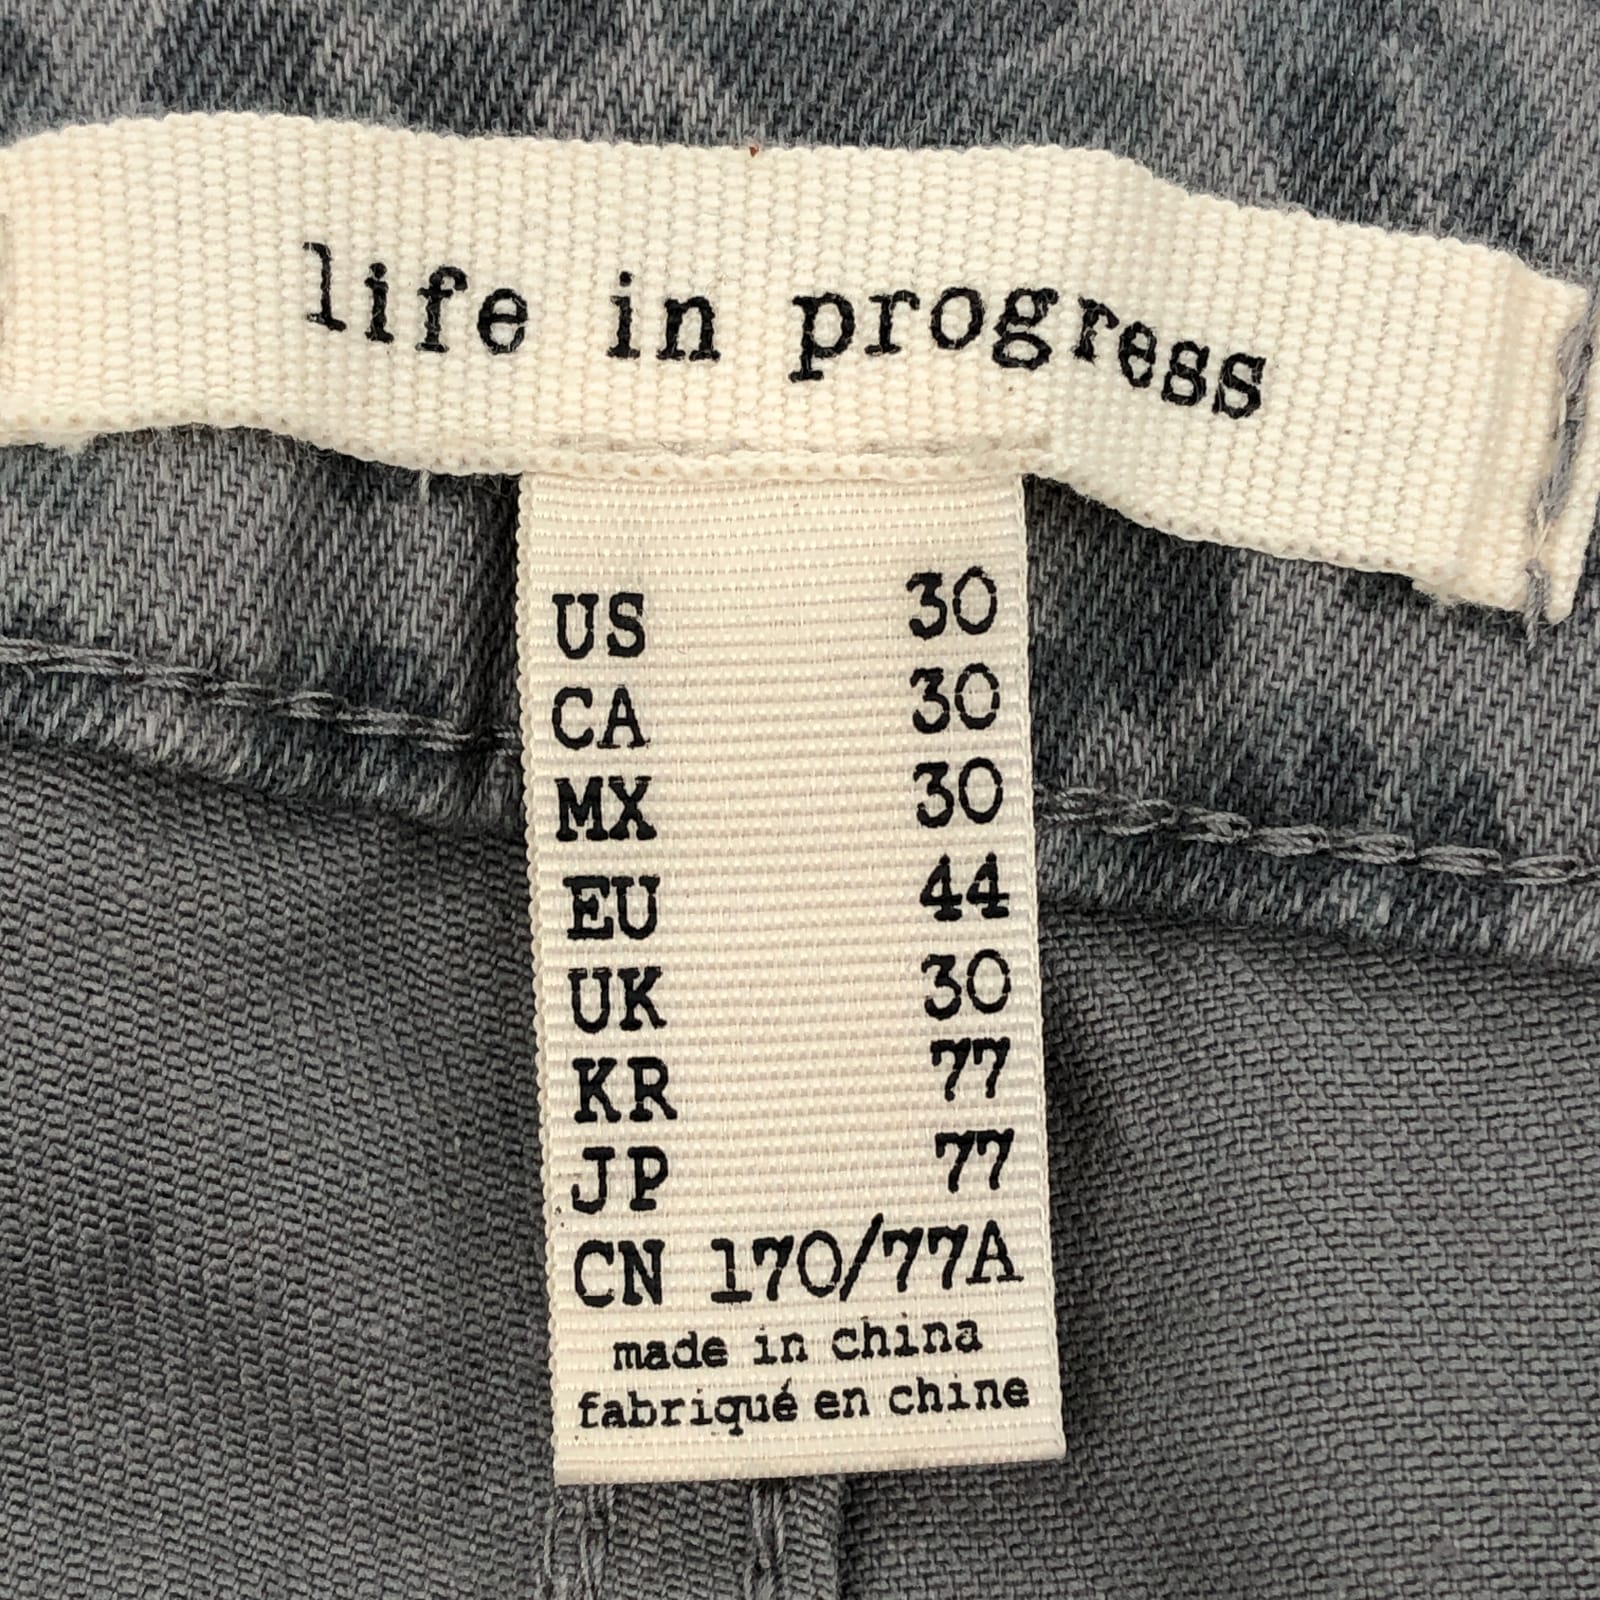 life in progress
US 30
CA 30
MX 30
EU 44
UK 30
KR 77
JP 77
CN 170/77A
made in china
fabriqué en chine